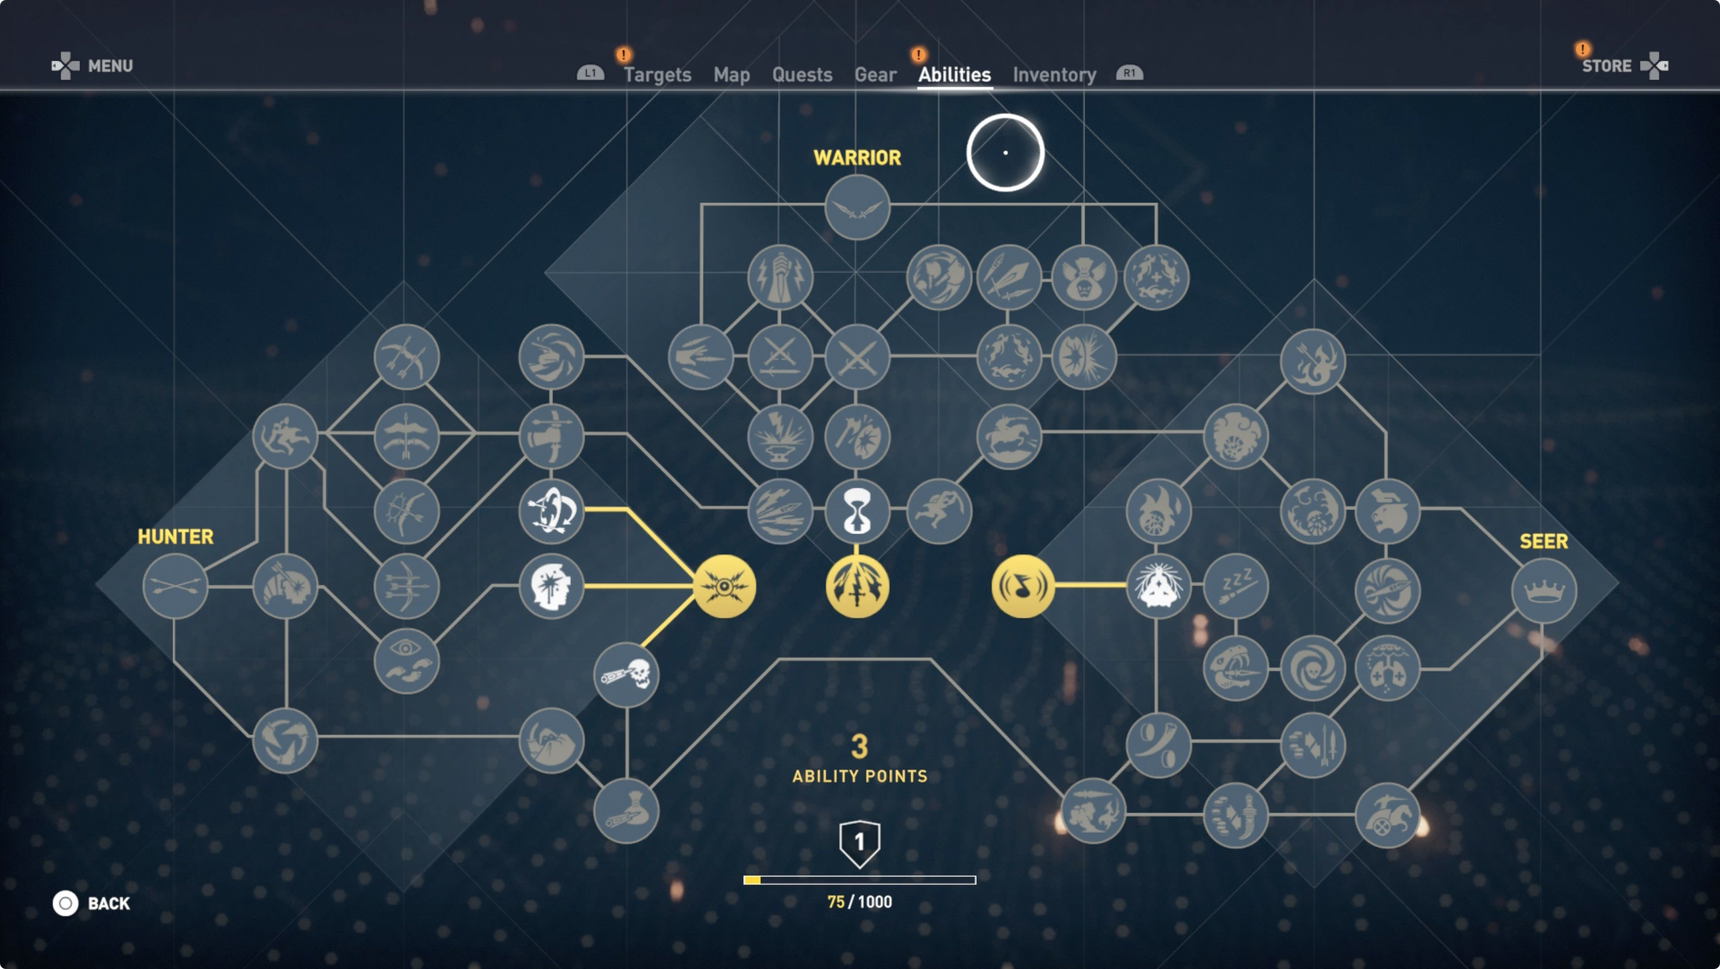 MENU
L1
! Targets
Map
Quests
Gear
! Abilities
Inventory
R1
! STORE
WARRIOR
HUNTER
SEER
zzz
3
ABILITY POINTS
1
75 / 1000
BACK